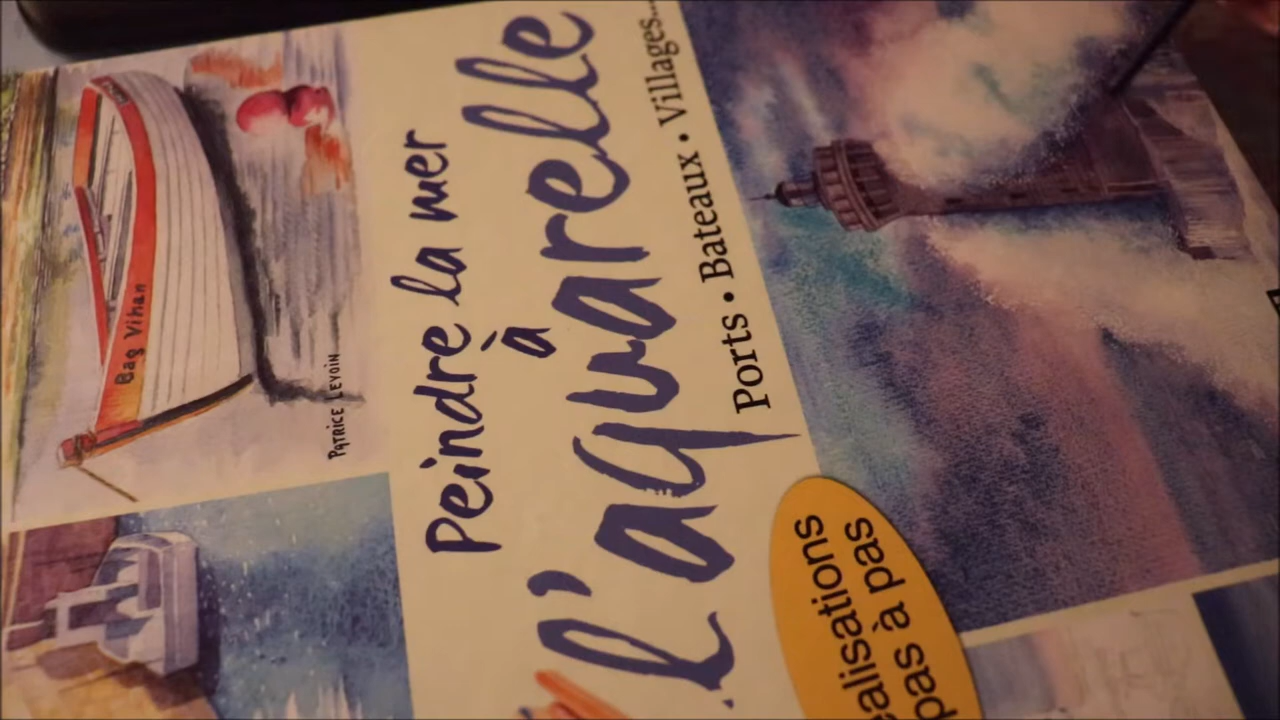 Peindre la mer
à
l'aquarelle
Ports • Bateaux • Villages...
alisations
pas à pas
Bag Vihan
PATRICE LEVOIN